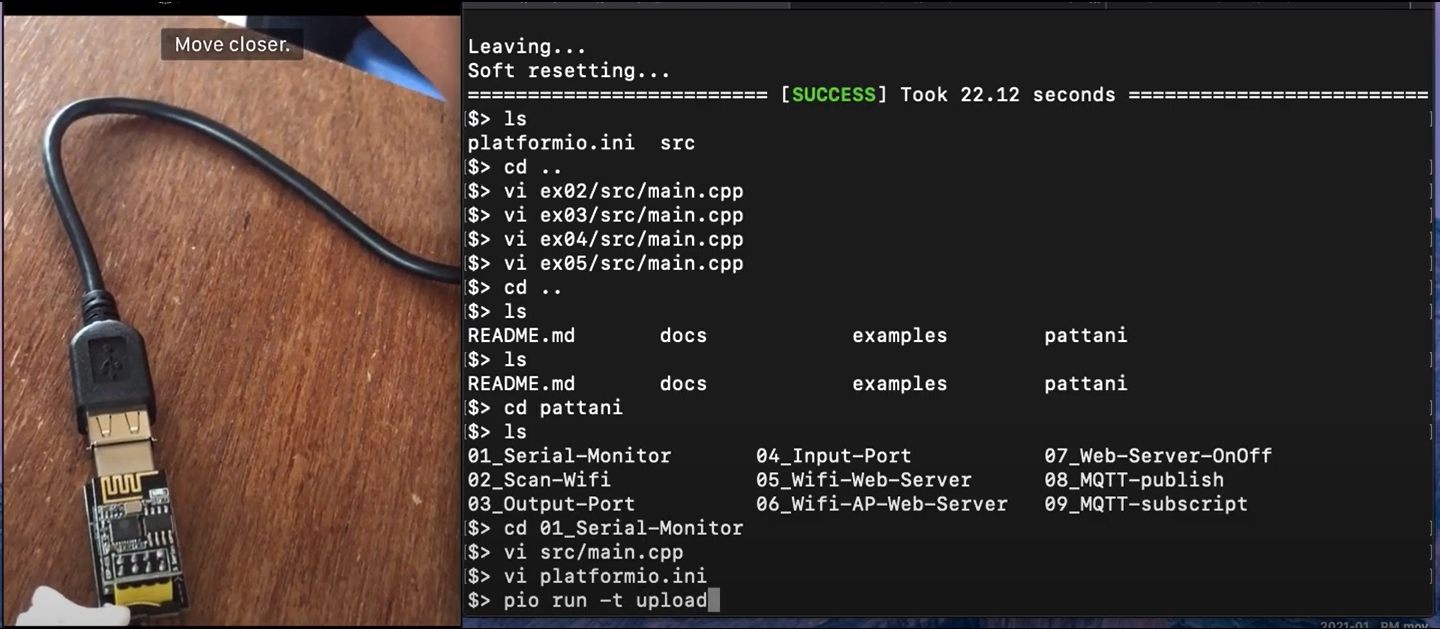 Move closer.
Leaving...
Soft resetting...
========================= [SUCCESS] Took 22.12 seconds =========================
$> ls
platformio.ini  src
$> cd ..
$> vi ex02/src/main.cpp
$> vi ex03/src/main.cpp
$> vi ex04/src/main.cpp
$> vi ex05/src/main.cpp
$> cd ..
$> ls
README.md       docs            examples        pattani
$> ls
README.md       docs            examples        pattani
$> cd pattani
$> ls
01_Serial-Monitor       04_Input-Port           07_Web-Server-OnOff
02_Scan-Wifi            05_Wifi-Web-Server      08_MQTT-publish
03_Output-Port          06_Wifi-AP-Web-Server   09_MQTT-subscript
$> cd 01_Serial-Monitor
$> vi src/main.cpp
$> vi platformio.ini
$> pio run -t upload